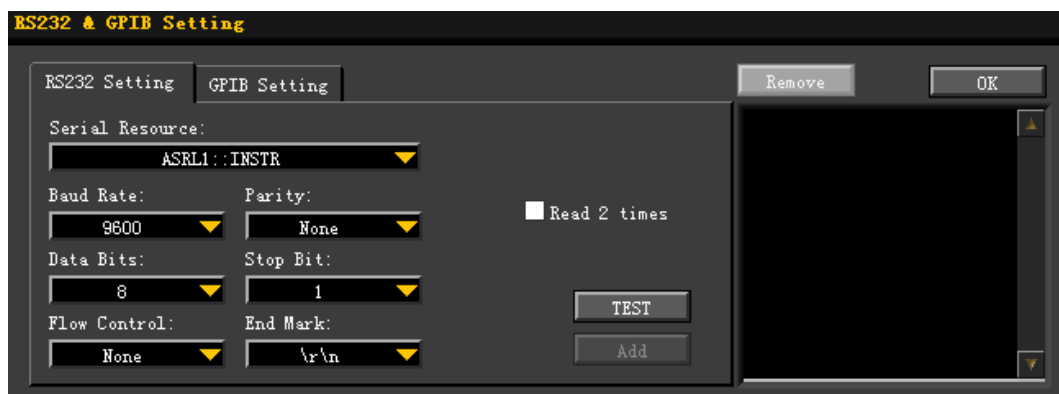 RS232 & GPIB Setting
RS232 Setting GPIB Setting
Remove OK
Serial Resource:
ASRL1::INSTR
Baud Rate: Parity:
9600 None
Read 2 times
Data Bits: Stop Bit:
8 1
TEST
Flow Control: End Mark:
None \r\n
Add